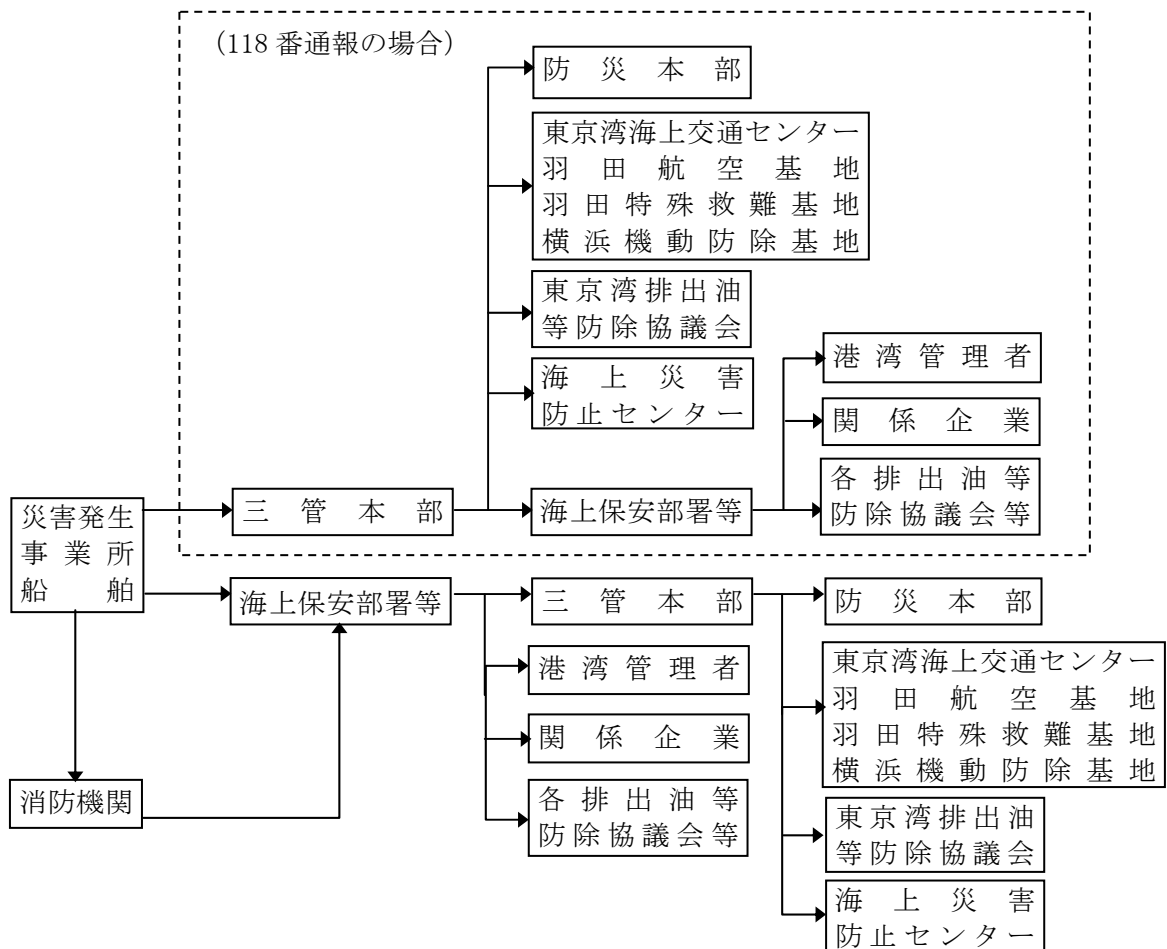 （118 番通報の場合）
防災本部
東京湾海上交通センター
羽田航空基地
羽田特殊救難基地
横浜機動防除基地
東京湾排出油
等防除協議会
海上災害
防止センター
港湾管理者
関係企業
各排出油等
防除協議会等
海上保安部署等
三管本部
災害発生
事業所
船舶
海上保安部署等
三管本部
防災本部
港湾管理者
東京湾海上交通センター
羽田航空基地
羽田特殊救難基地
横浜機動防除基地
関係企業
消防機関
各排出油等
防除協議会等
東京湾排出油
等防除協議会
海上災害
防止センター